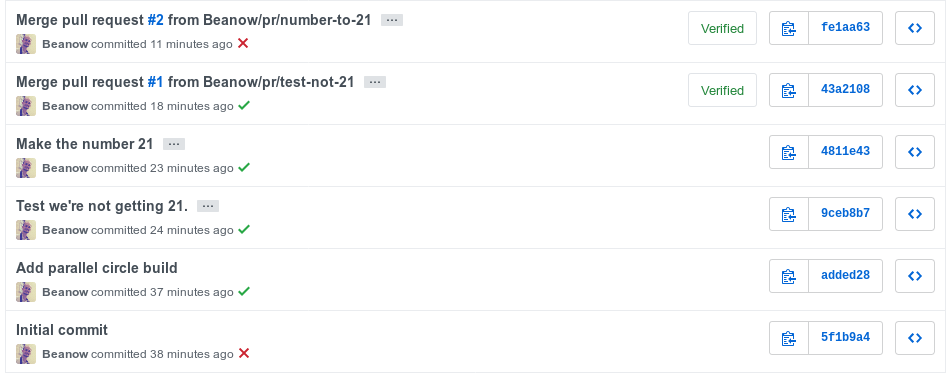 Merge pull request #2 from Beanow/pr/number-to-21 ...
Verified
fe1aa63
Beanow committed 11 minutes ago
Merge pull request #1 from Beanow/pr/test-not-21 ...
Verified
43a2108
Beanow committed 18 minutes ago
Make the number 21 ...
4811e43
Beanow committed 23 minutes ago
Test we're not getting 21. ...
9ceb8b7
Beanow committed 24 minutes ago
Add parallel circle build
added28
Beanow committed 37 minutes ago
Initial commit
5f1b9a4
Beanow committed 38 minutes ago